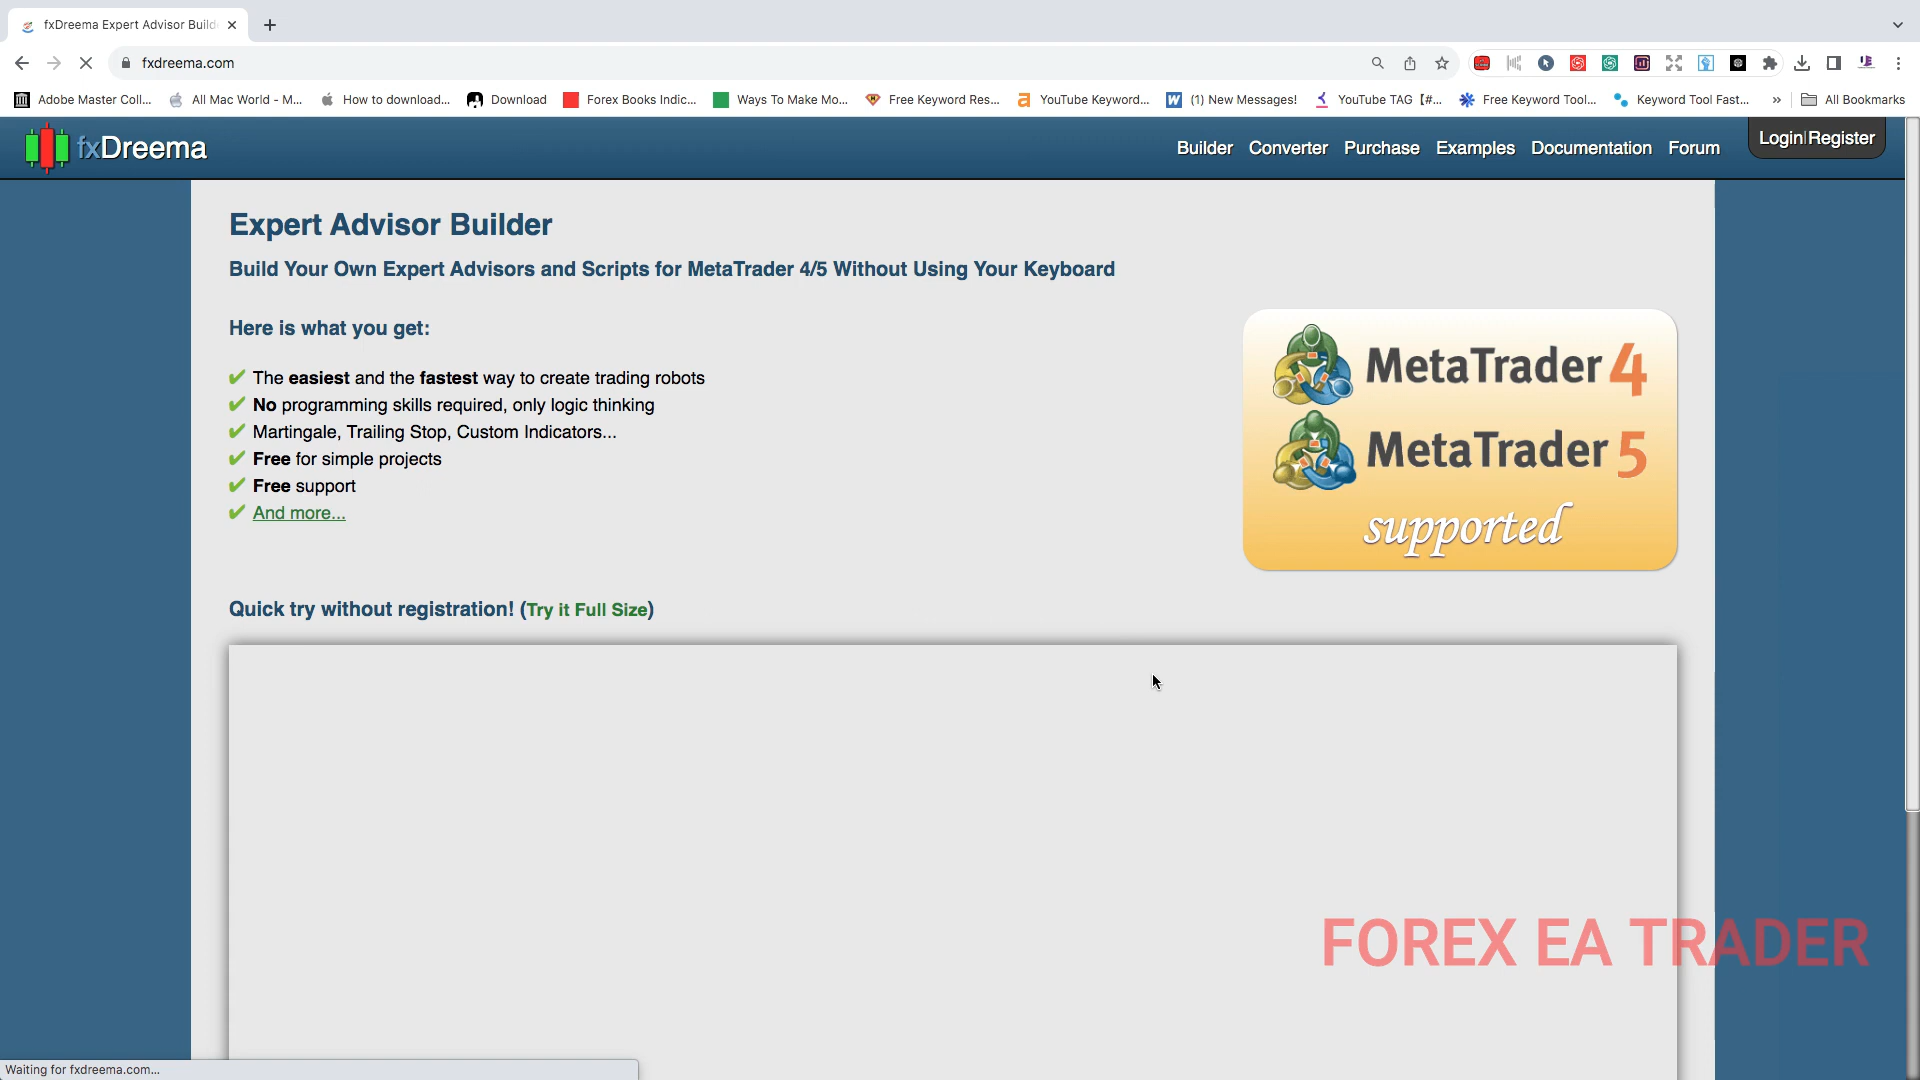 fxDreema Expert Advisor Build
fxdreema.com
Adobe Master Coll...
All Mac World - M...
How to download...
Download
Forex Books Indic...
Ways To Make Mo...
Free Keyword Res...
YouTube Keyword...
(1) New Messages!
YouTube TAG【#...
Free Keyword Tool...
Keyword Tool Fast...
»
All Bookmarks
fxDreema
Builder
Converter
Purchase
Examples
Documentation
Forum
Login|Register
Expert Advisor Builder
Build Your Own Expert Advisors and Scripts for MetaTrader 4/5 Without Using Your Keyboard
Here is what you get:
The easiest and the fastest way to create trading robots
No programming skills required, only logic thinking
Martingale, Trailing Stop, Custom Indicators...
Free for simple projects
Free support
And more...
MetaTrader 4
MetaTrader 5
supported
Quick try without registration! (Try it Full Size)
FOREX EA TRADER
Waiting for fxdreema.com...